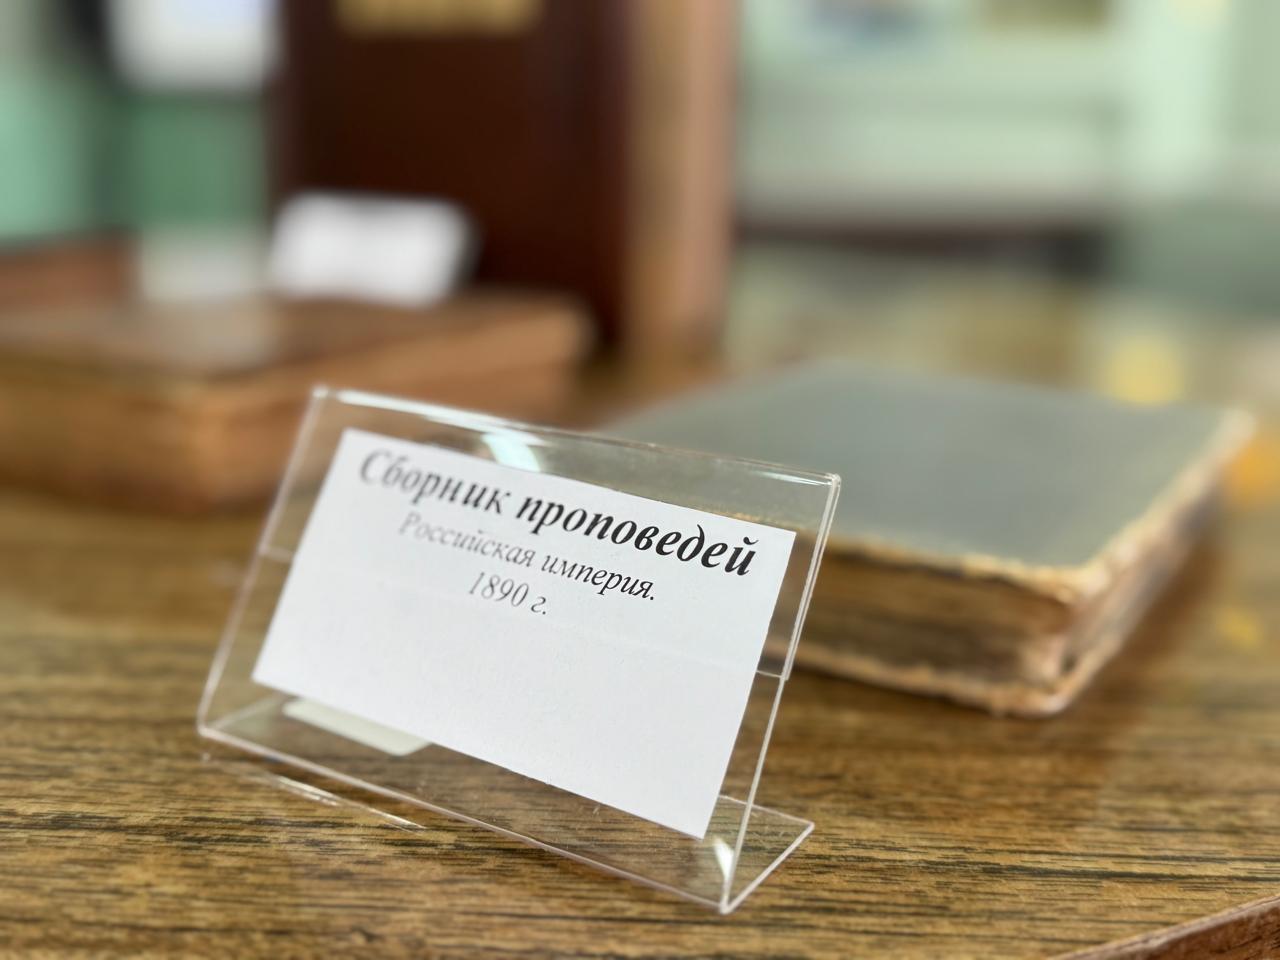 Сборник проповедей
Российская империя.
1890 г.